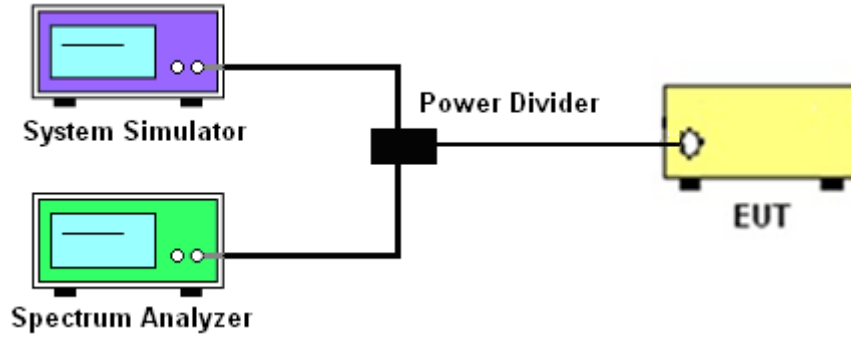 System Simulator
Power Divider
EUT
Spectrum Analyzer